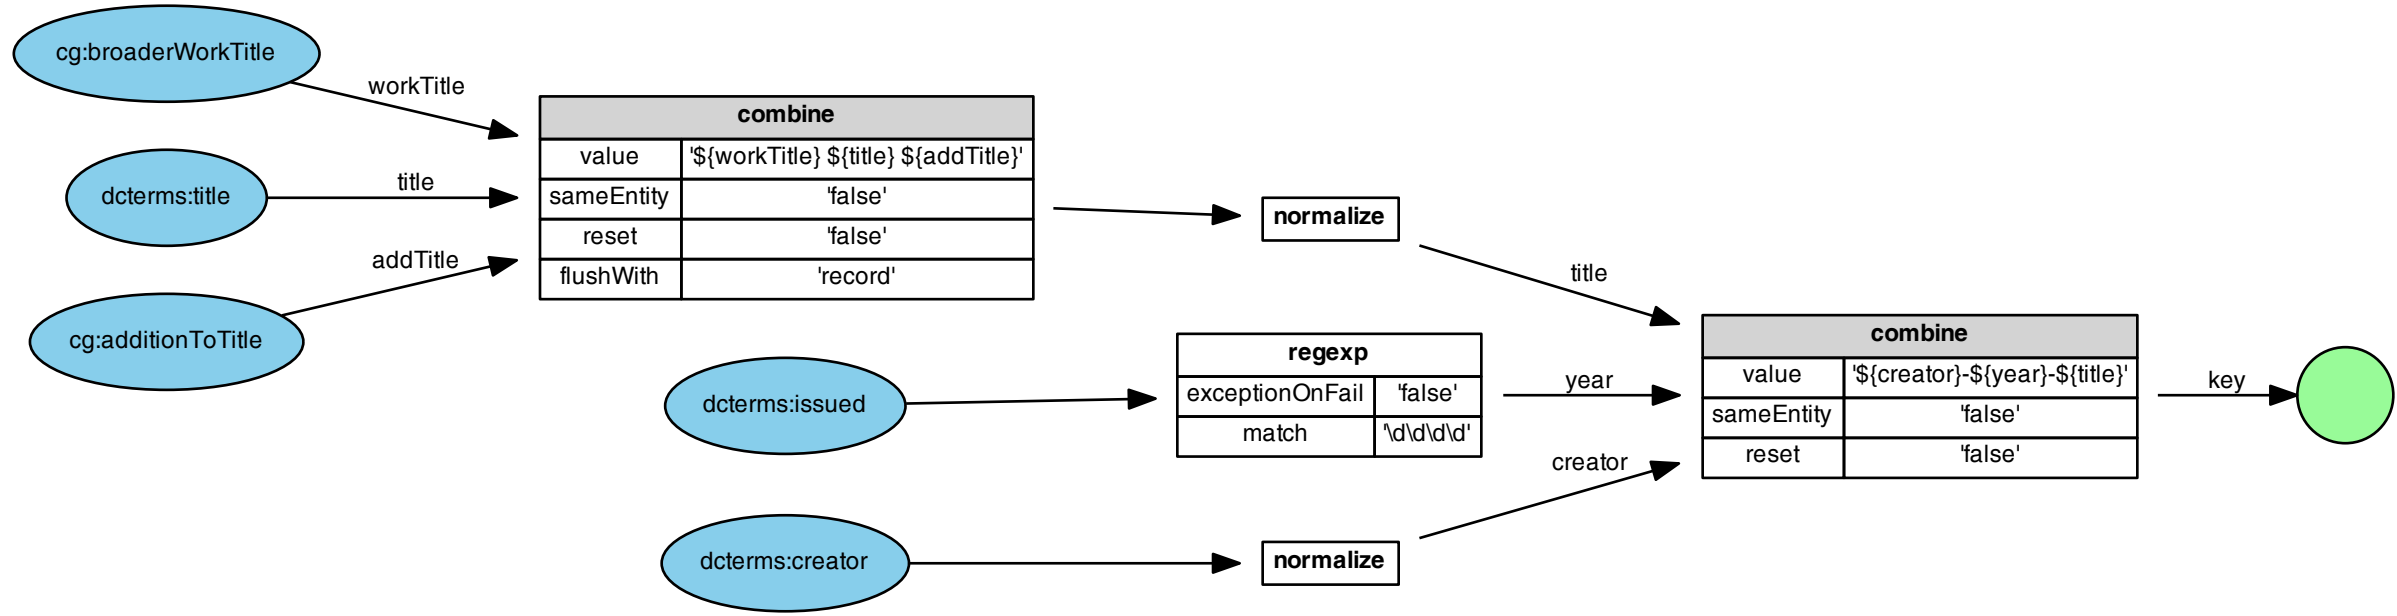 cg:broaderWorkTitle
workTitle
dcterms:title
title
cg:additionToTitle
addTitle
combine
value '${workTitle} ${title} ${addTitle}'
sameEntity 'false'
reset 'false'
flushWith 'record'
normalize
title
dcterms:issued
regexp
exceptionOnFail 'false'
match '\d\d\d\d'
year
dcterms:creator
normalize
creator
combine
value '${creator}-${year}-${title}'
sameEntity 'false'
reset 'false'
key